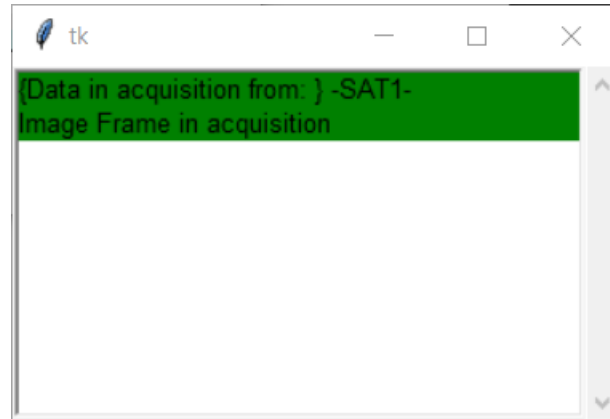 tk
{Data in acquisition from: } -SAT1-
Image Frame in acquisition